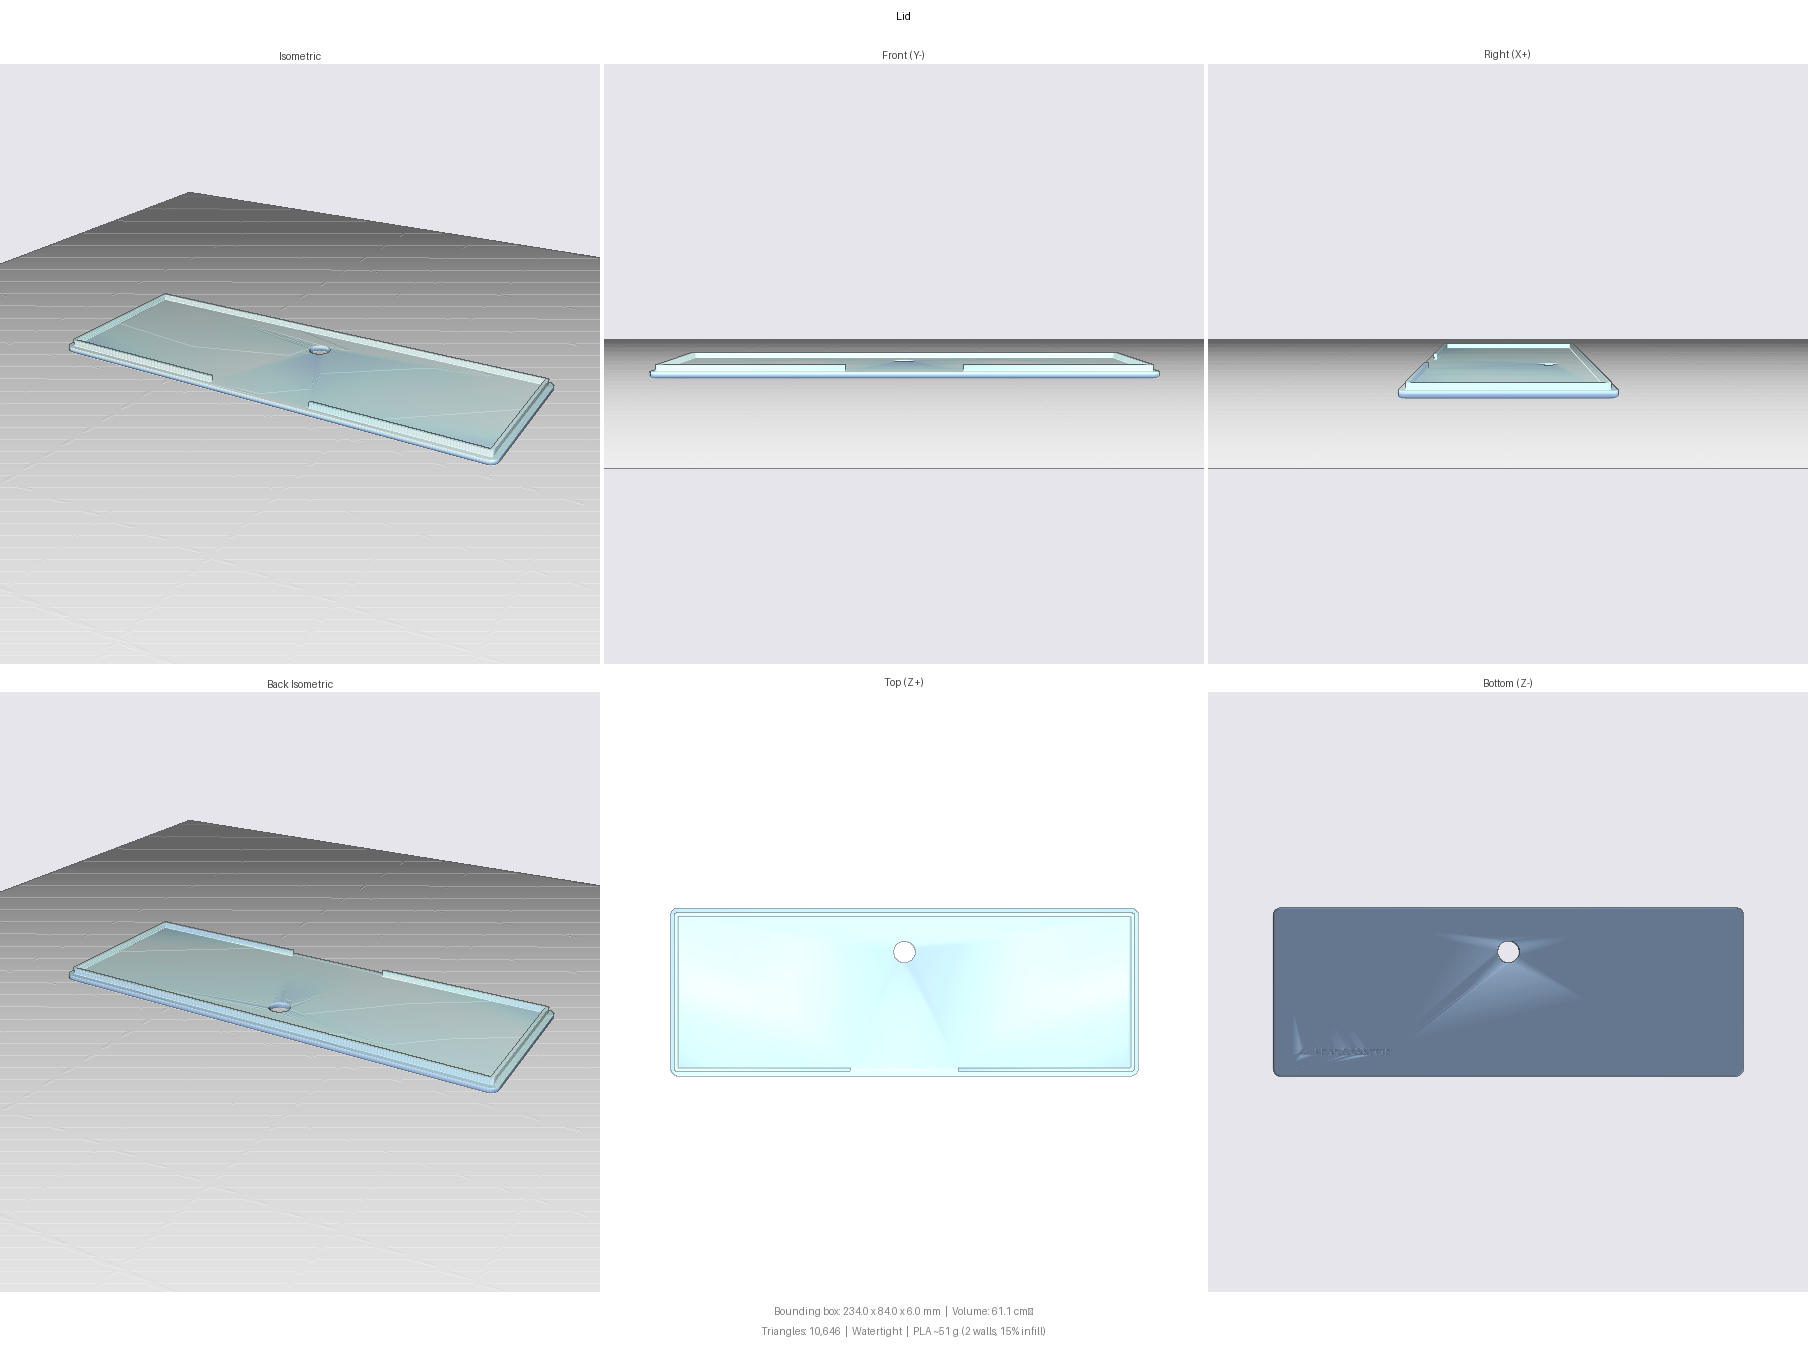 Lid
Isometric
Front (Y-)
Right (X+)
Back Isometric
Top (Z+)
Bottom (Z-)
Bounding box: 234.0 x 84.0 x 6.0 mm | Volume: 61.1 cm
Triangles: 10,646 | Watertight | PLA ~51 g (2 walls, 15% infill)